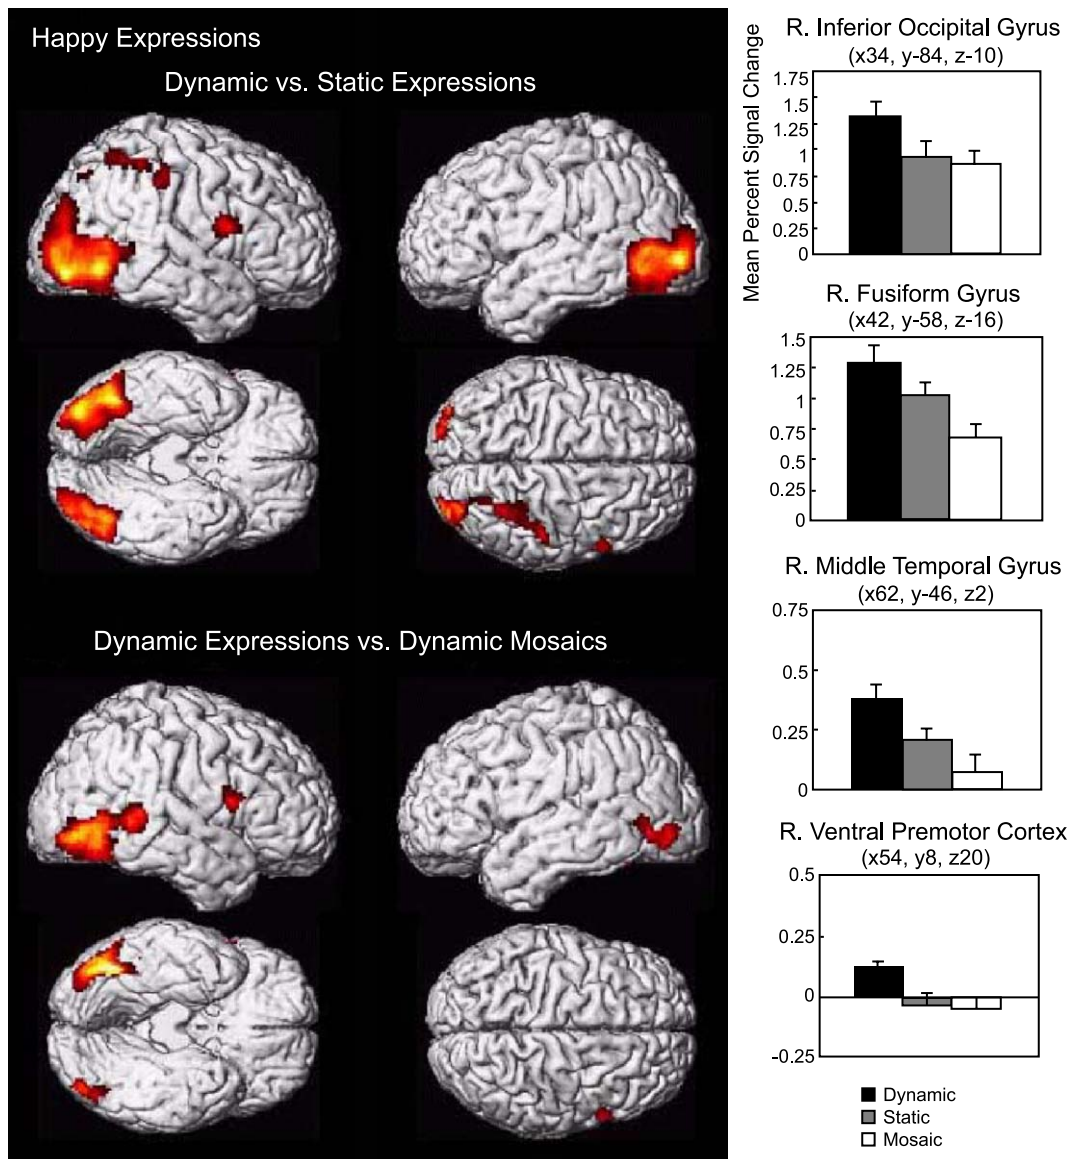 Happy Expressions
Dynamic vs. Static Expressions
Dynamic Expressions vs. Dynamic Mosaics
R. Inferior Occipital Gyrus
(x34, y-84, z-10)
Mean Percent Signal Change
1.75
1.5
1.25
1
0.75
0.5
0.25
0
R. Fusiform Gyrus
(x42, y-58, z-16)
1.5
1.25
1
0.75
0.5
0.25
0
R. Middle Temporal Gyrus
(x62, y-46, z2)
0.75
0.5
0.25
0
R. Ventral Premotor Cortex
(x54, y8, z20)
0.5
0.25
0
-0.25
Dynamic
Static
Mosaic